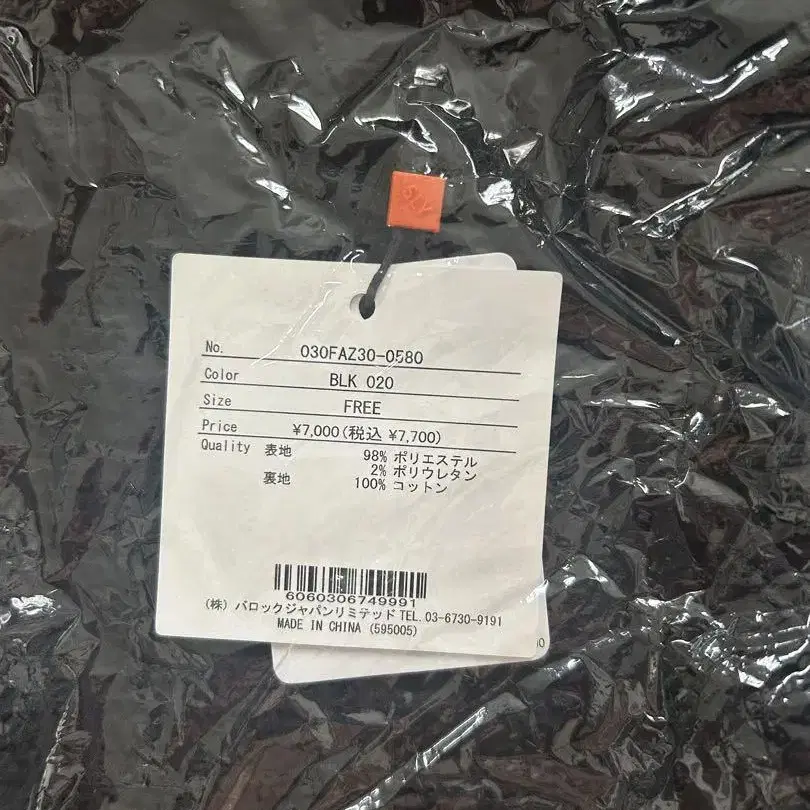 SLY
No. 030FAZ30-0580
Color BLK 020
Size FREE
Price ¥7,000(税込 ¥7,700)
Quality 表地 98% ポリエステル
2% ポリウレタン
裏地 100% コットン
6060306749991
(株) バロックジャパンリミテッド TEL.03-6730-9191
MADE IN CHINA (595005)